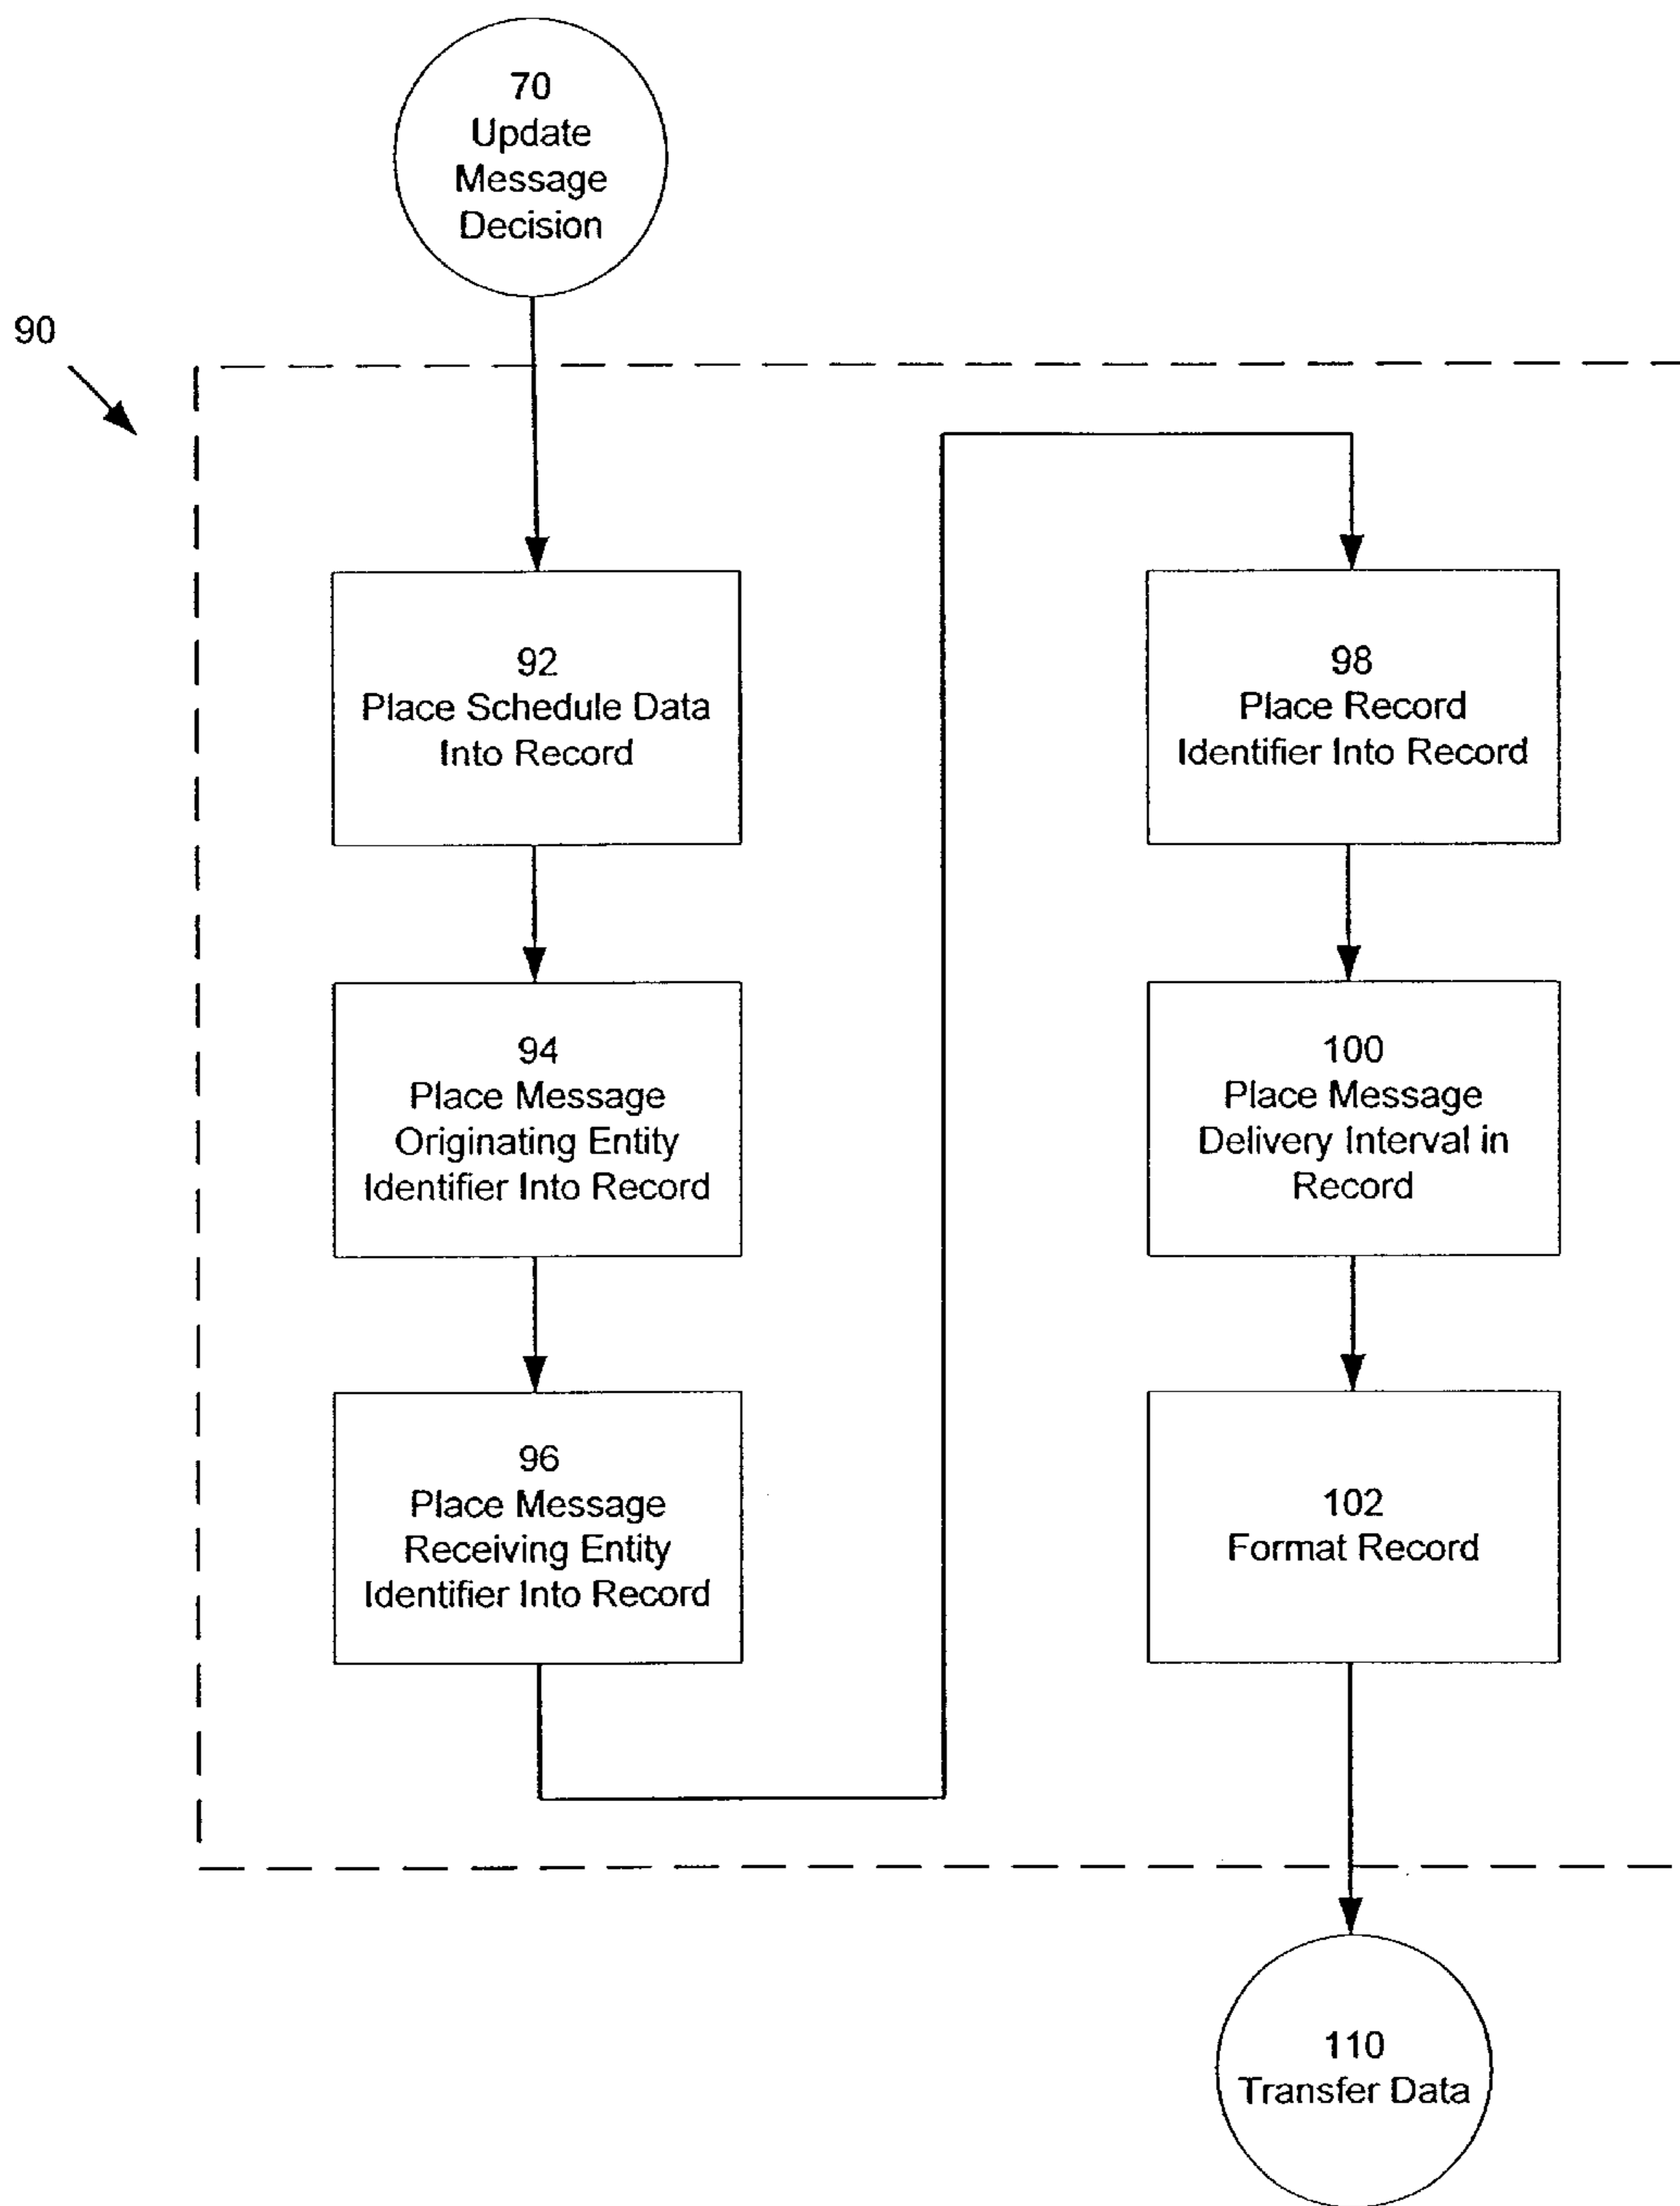 70
Update
Message
Decision
90
92
Place Schedule Data
Into Record
94
Place Message
Originating Entity
Identifier Into Record
96
Place Message
Receiving Entity
Identifier Into Record
98
Place Record
Identifier Into Record
100
Place Message
Delivery Interval in
Record
102
Format Record
110
Transfer Data